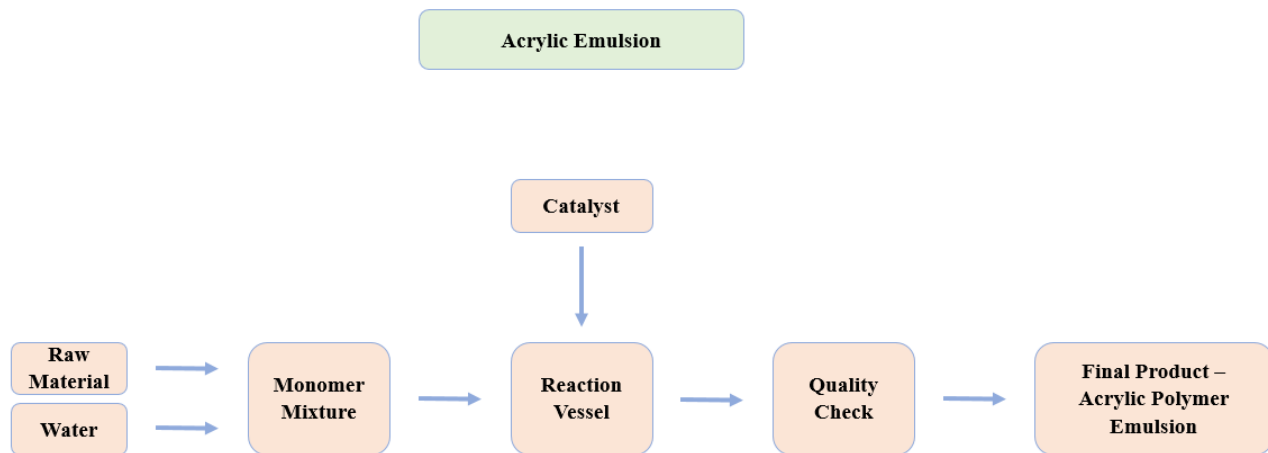 Acrylic Emulsion
Catalyst
Raw
Material
Water
Monomer
Mixture
Reaction
Vessel
Quality
Check
Final Product –
Acrylic Polymer
Emulsion